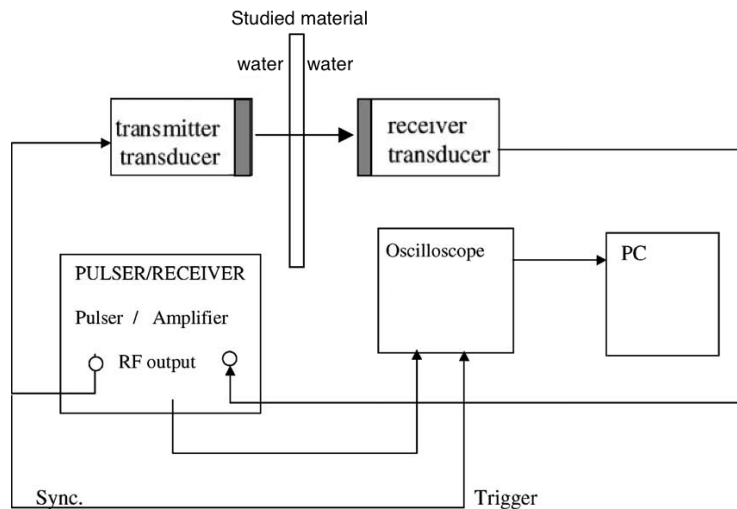 Studied material
water water
transmitter
transducer
receiver
transducer
PULSER/RECEIVER
Pulser / Amplifier
RF output
Oscilloscope
PC
Sync.
Trigger